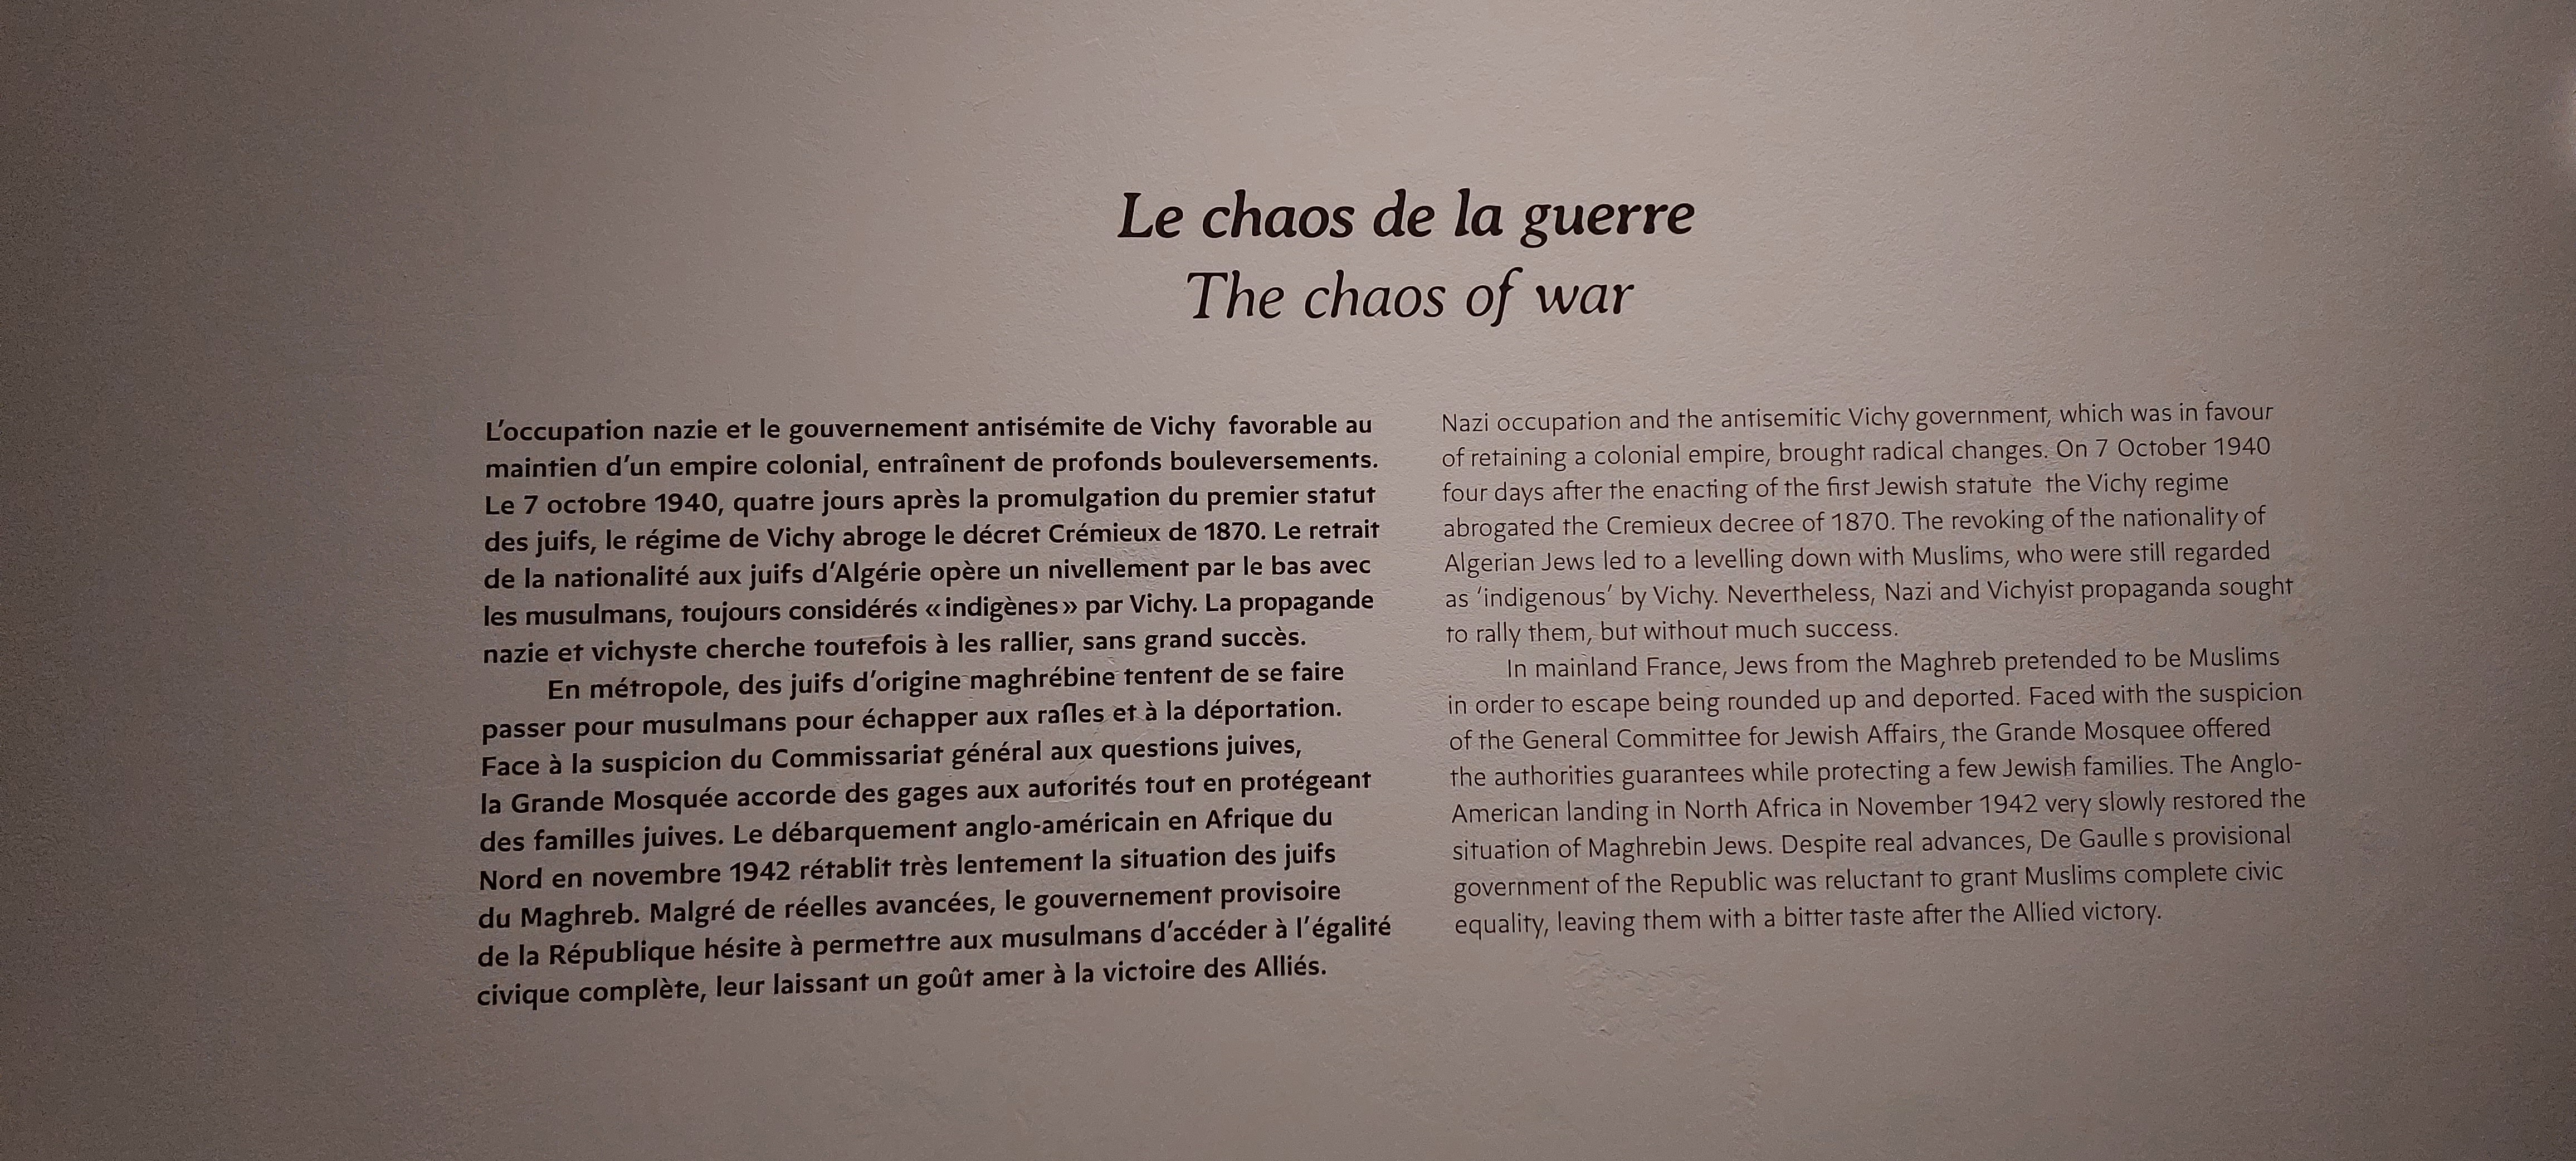 Le chaos de la guerre
The chaos of war
L'occupation nazie et le gouvernement antisémite de Vichy favorable au
maintien d'un empire colonial, entraînent de profonds bouleversements.
Le 7 octobre 1940, quatre jours après la promulgation du premier statut
des juifs, le régime de Vichy abroge le décret Crémieux de 1870. Le retrait
de la nationalité aux juifs d'Algérie opère un nivellement par le bas avec
les musulmans, toujours considérés « indigènes » par Vichy. La propagande
nazie et vichyste cherche toutefois à les rallier, sans grand succès.
En métropole, des juifs d'origine maghrébine tentent de se faire
passer pour musulmans pour échapper aux rafles et à la déportation.
Face à la suspicion du Commissariat général aux questions juives,
la Grande Mosquée accorde des gages aux autorités tout en protégeant
des familles juives. Le débarquement anglo-américain en Afrique du
Nord en novembre 1942 rétablit très lentement la situation des juifs
du Maghreb. Malgré de réelles avancées, le gouvernement provisoire
de la République hésite à permettre aux musulmans d'accéder à l'égalité
civique complète, leur laissant un goût amer à la victoire des Alliés.
Nazi occupation and the antisemitic Vichy government, which was in favour
of retaining a colonial empire, brought radical changes. On 7 October 1940
four days after the enacting of the first Jewish statute the Vichy regime
abrogated the Cremieux decree of 1870. The revoking of the nationality of
Algerian Jews led to a levelling down with Muslims, who were still regarded
as 'indigenous' by Vichy. Nevertheless, Nazi and Vichyist propaganda sought
to rally them, but without much success.
In mainland France, Jews from the Maghreb pretended to be Muslims
in order to escape being rounded up and deported. Faced with the suspicion
of the General Committee for Jewish Affairs, the Grande Mosquee offered
the authorities guarantees while protecting a few Jewish families. The Anglo-
American landing in North Africa in November 1942 very slowly restored the
situation of Maghrebin Jews. Despite real advances, De Gaulle s provisional
government of the Republic was reluctant to grant Muslims complete civic
equality, leaving them with a bitter taste after the Allied victory.